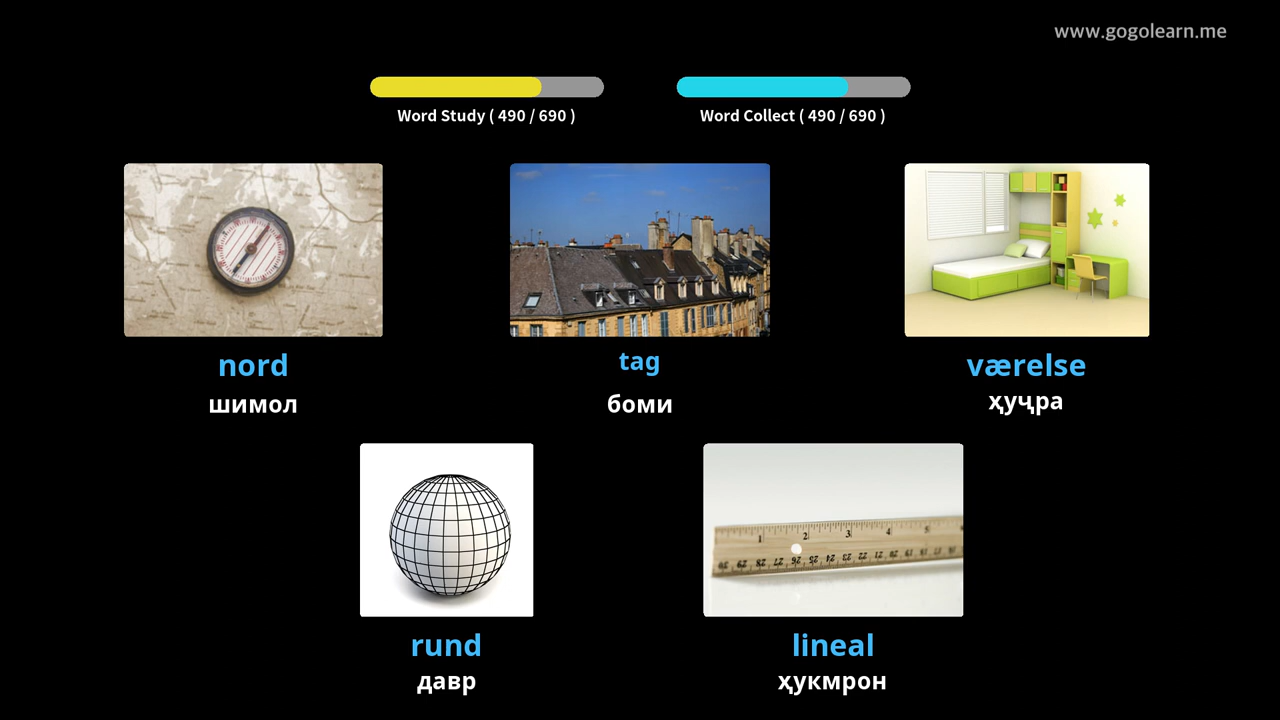 www.gogolearn.me
Word Study ( 490 / 690 )
Word Collect ( 490 / 690 )
nord
шимол
tag
боми
værelse
ҳуҷра
rund
давр
lineal
ҳукмрон